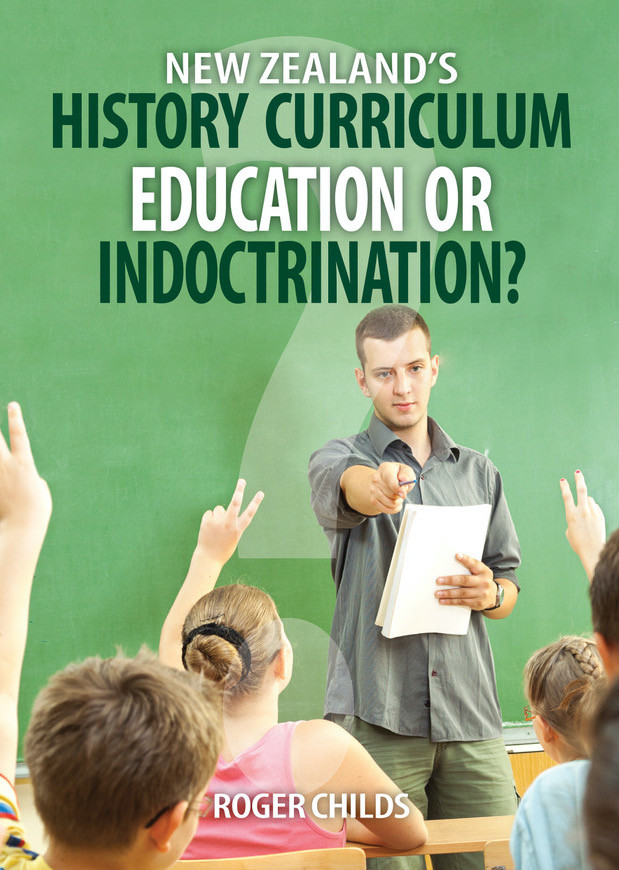 NEW ZEALAND'S
HISTORY CURRICULUM
EDUCATION OR
INDOCTRINATION?
ROGER CHILDS